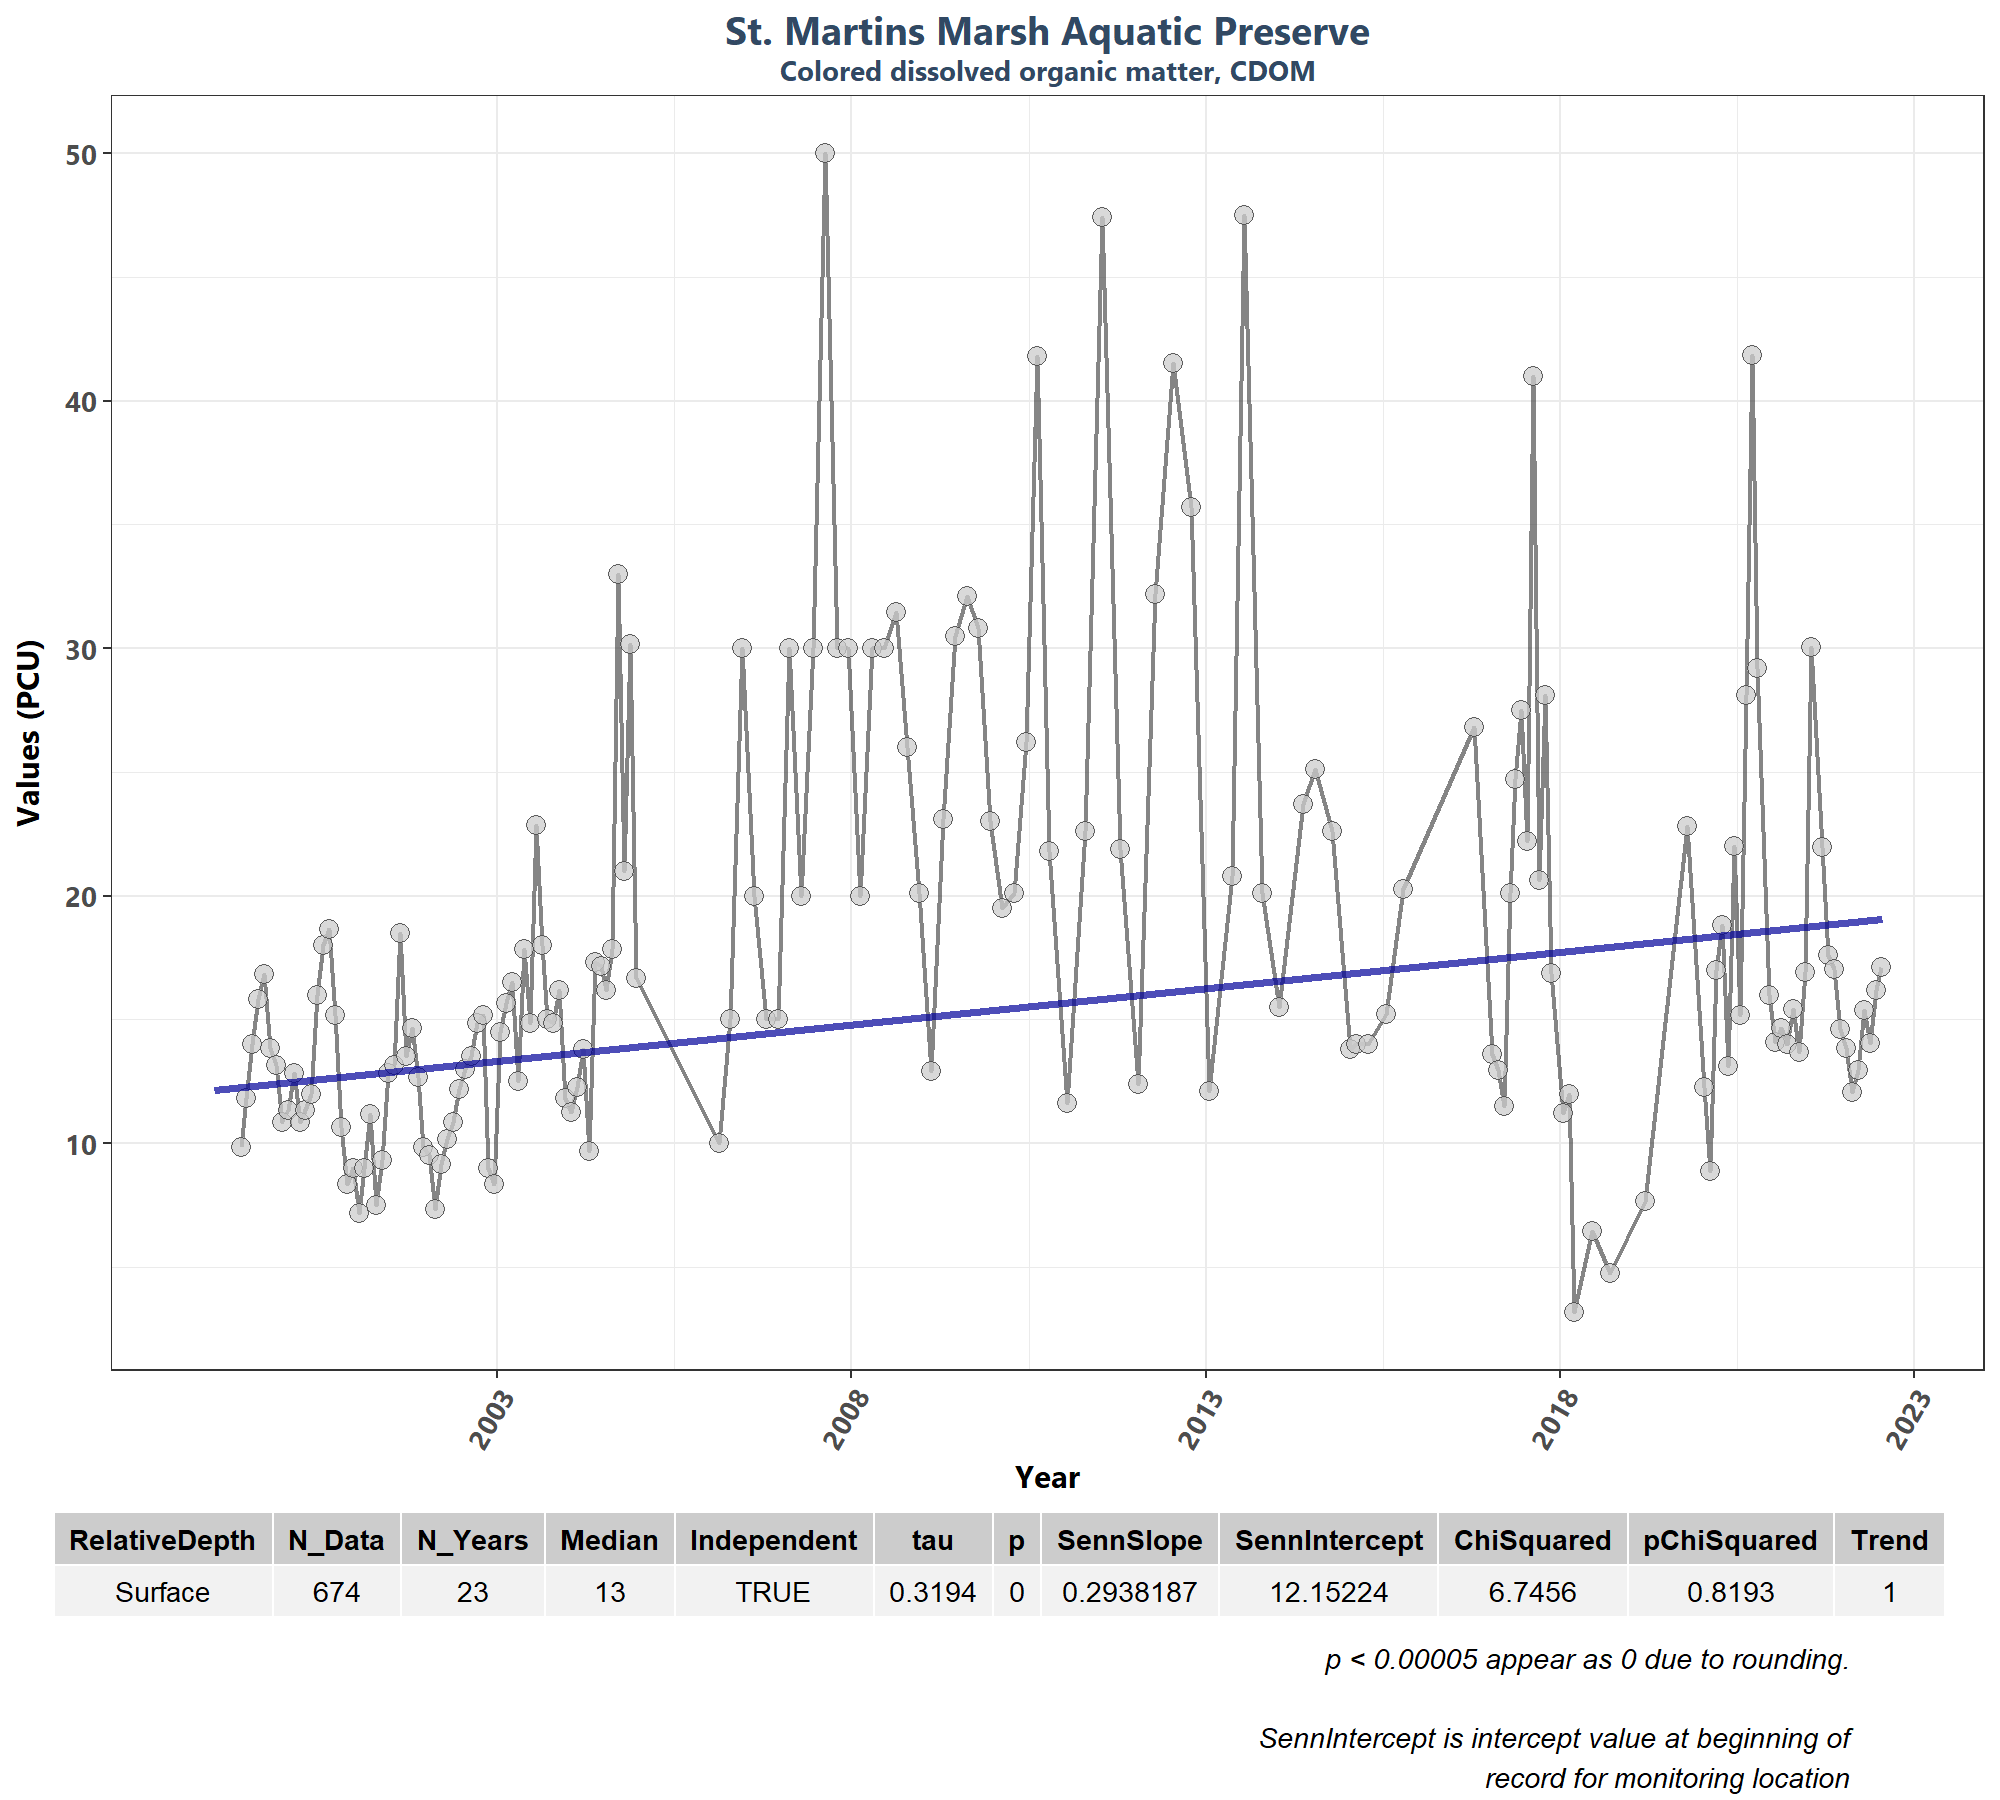 St. Martins Marsh Aquatic Preserve
Colored dissolved organic matter, CDOM
50
40
30
20
10
Values (PCU)
2003
2008
2013
2018
2023
Year
RelativeDepth N_Data N_Years Median Independent tau p SennSlope SennIntercept ChiSquared pChiSquared Trend
Surface 674 23 13 TRUE 0.3194 0 0.2938187 12.15224 6.7456 0.8193 1
p < 0.00005 appear as 0 due to rounding.
SennIntercept is intercept value at beginning of
record for monitoring location